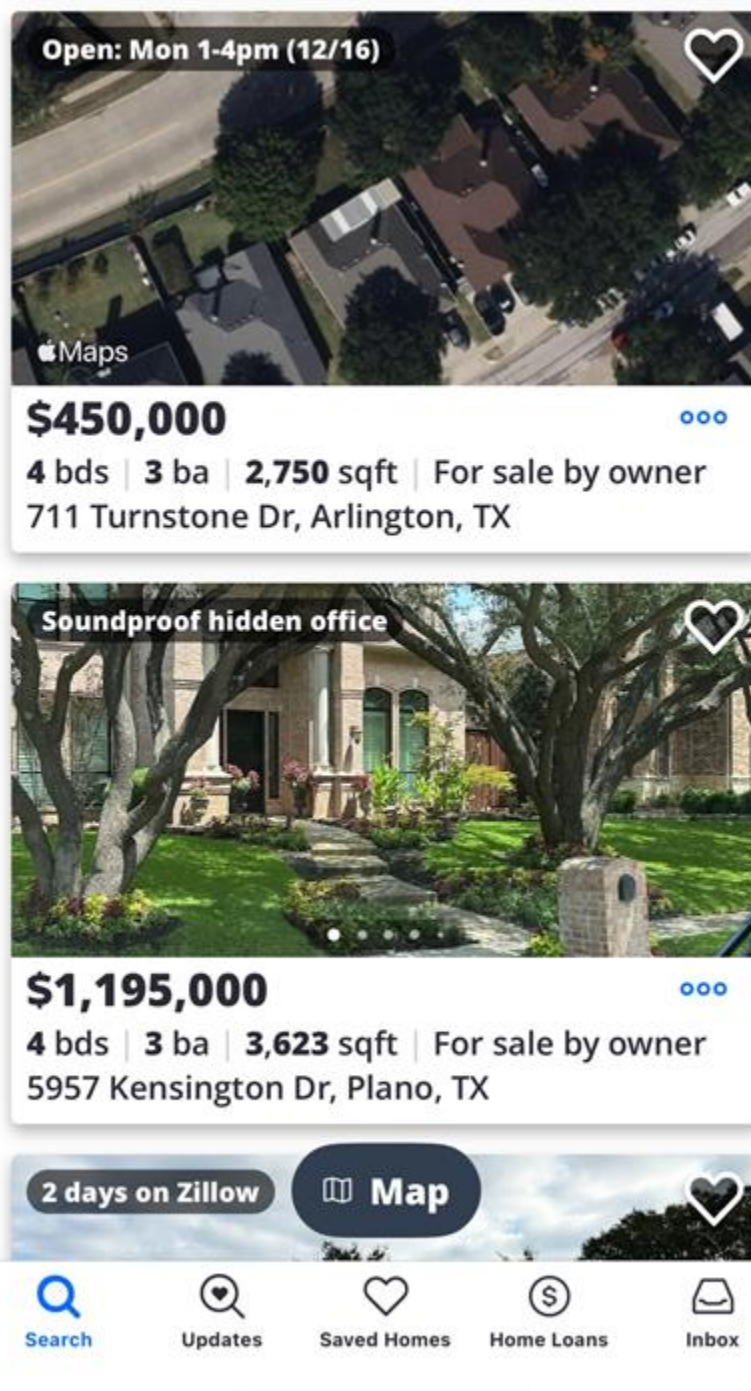 Open: Mon 1-4pm (12/16)
Maps
$450,000
4 bds | 3 ba | 2,750 sqft | For sale by owner
711 Turnstone Dr, Arlington, TX
Soundproof hidden office
$1,195,000
4 bds | 3 ba | 3,623 sqft | For sale by owner
5957 Kensington Dr, Plano, TX
2 days on Zillow
Map
Search Updates Saved Homes Home Loans Inbox